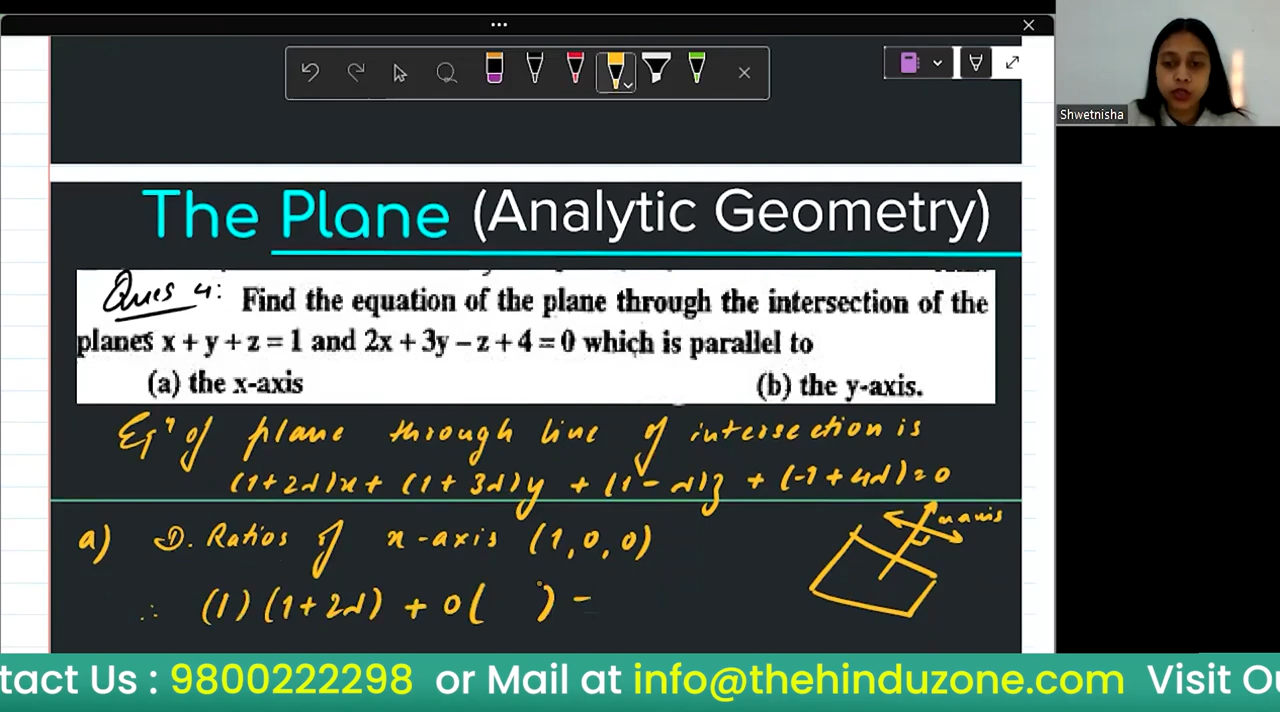 Shwetnisha
The Plane (Analytic Geometry)
Ques 4: Find the equation of the plane through the intersection of the
planes x + y + z = 1 and 2x + 3y – z + 4 = 0 which is parallel to
(a) the x-axis (b) the y-axis.
Eqⁿ of plane through line of intersection is
(1+2λ)x + (1+3λ)y + (1-λ)z + (-1+4λ)=0
x axis
a) D. Ratios of x-axis (1,0,0)
∴ (1)(1+2λ) + 0( ) -
tact Us : 9800222298 or Mail at info@thehinduzone.com Visit Ou